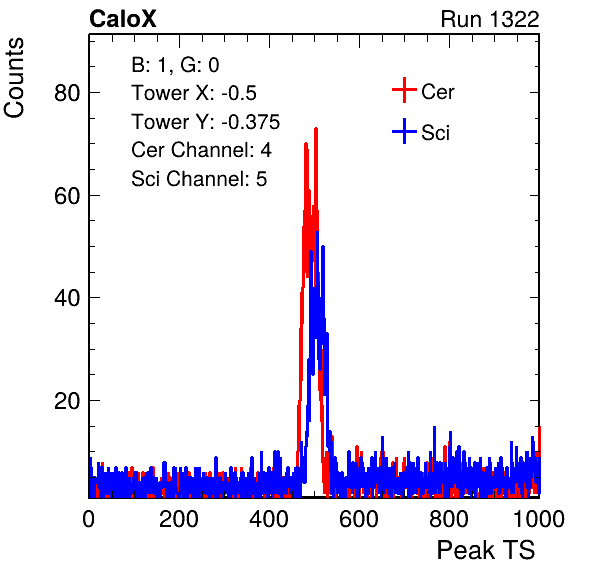 CaloX Run 1322
B: 1, G: 0
Tower X: -0.5
Tower Y: -0.375
Cer Channel: 4
Sci Channel: 5
Cer
Sci
Counts
80
60
40
20
0 200 400 600 800 1000
Peak TS